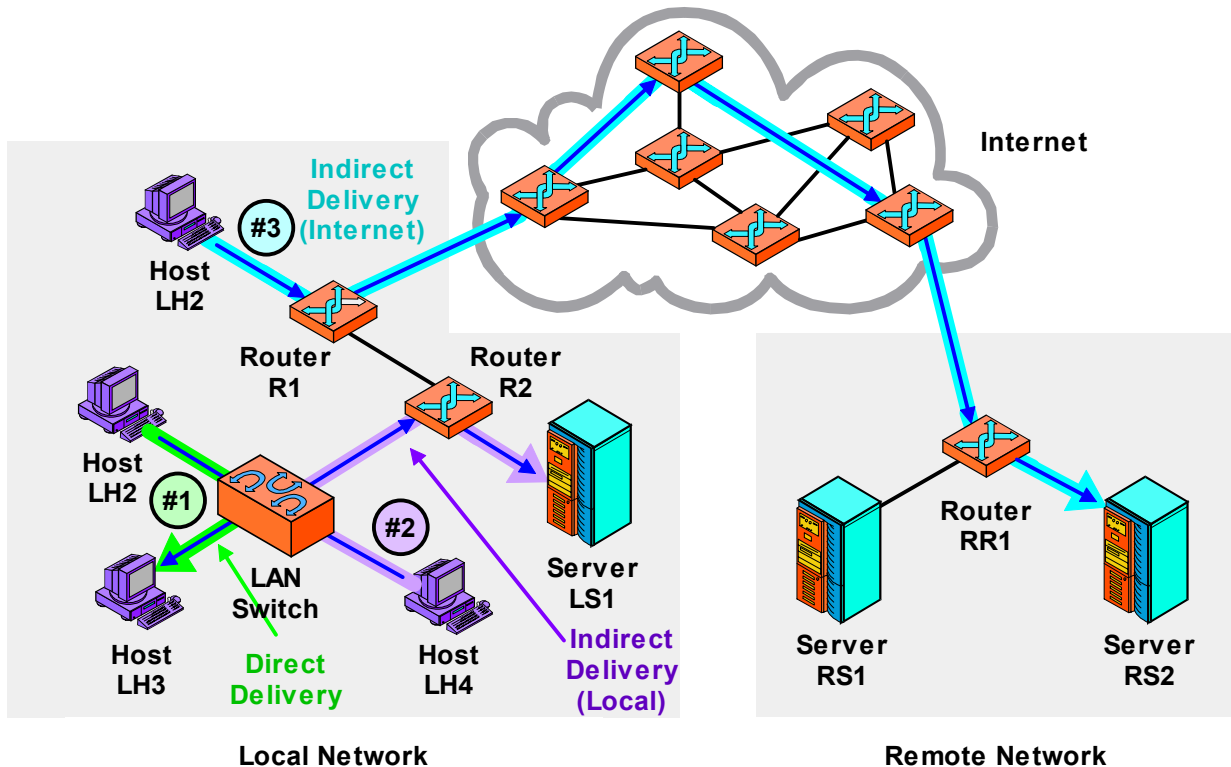 Internet
Indirect
Delivery
(Internet)
#3
Host
LH2
Router
R1
Router
R2
Host
LH2
#1
#2
LAN
Switch
Server
LS1
Router
RR1
Host
LH3
Direct
Delivery
Host
LH4
Indirect
Delivery
(Local)
Server
RS1
Server
RS2
Local Network
Remote Network